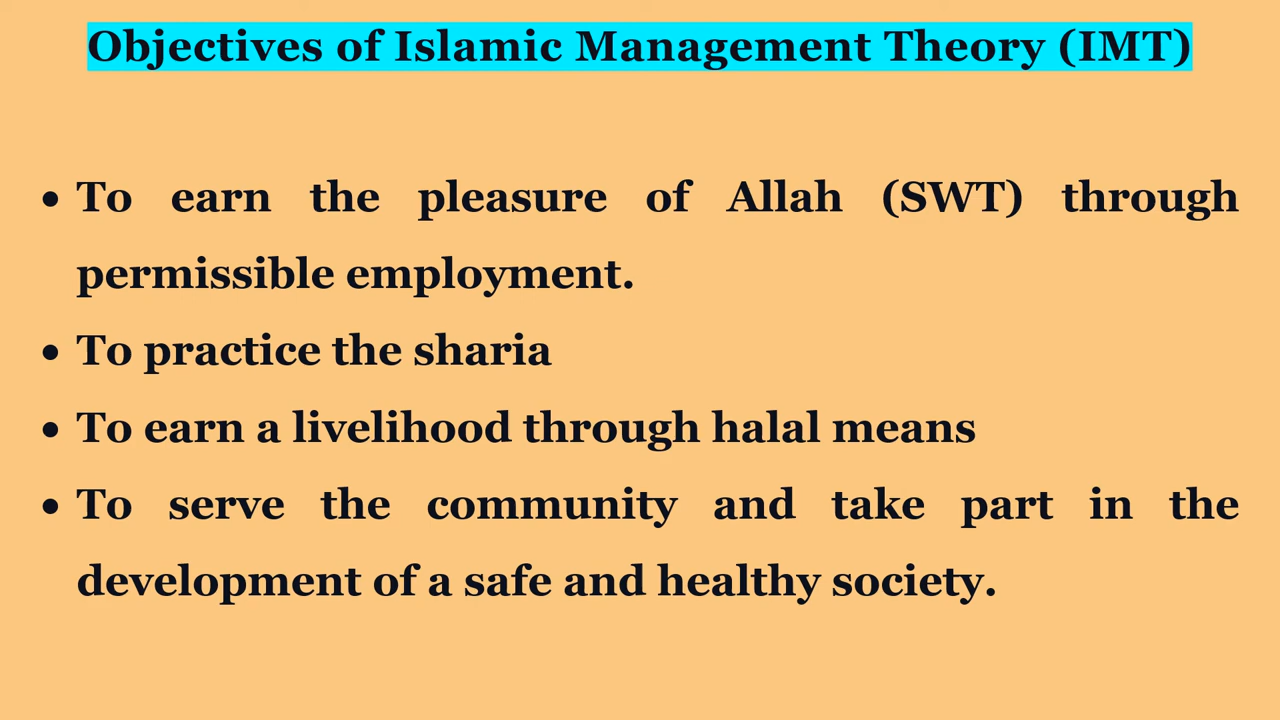 Objectives of Islamic Management Theory (IMT)
• To earn the pleasure of Allah (SWT) through
permissible employment.
• To practice the sharia
• To earn a livelihood through halal means
• To serve the community and take part in the
development of a safe and healthy society.